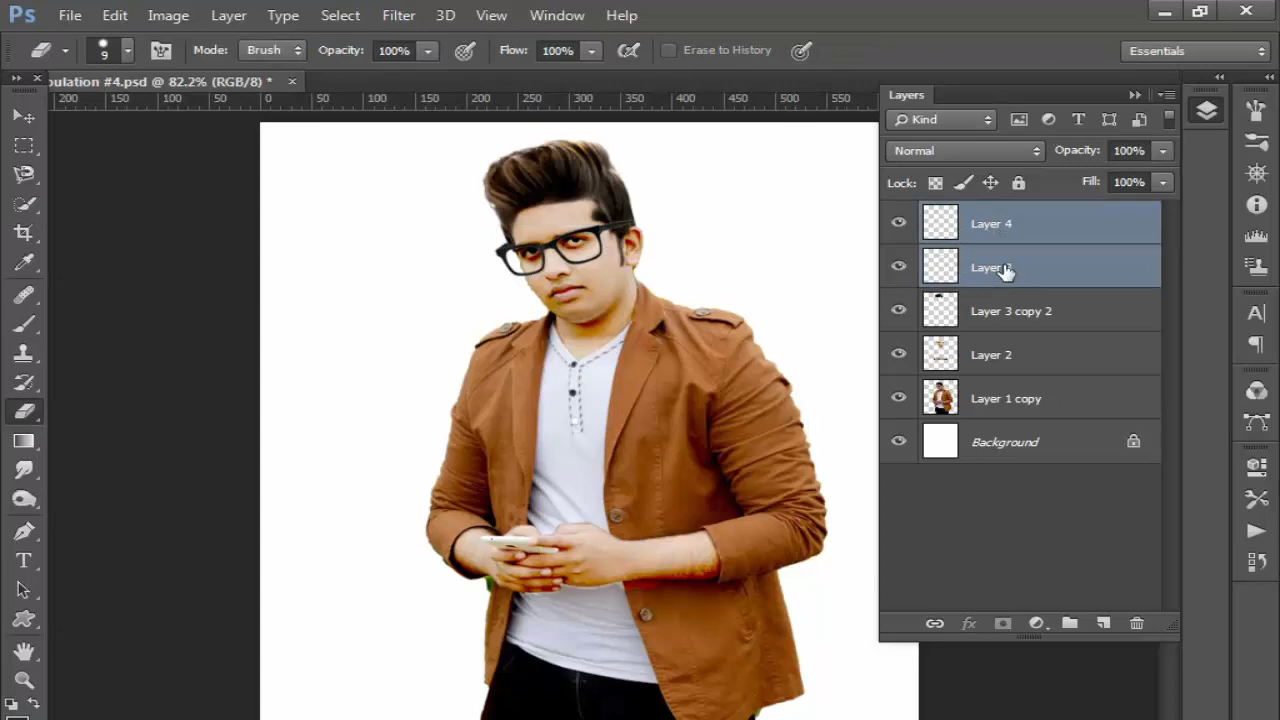 Ps File Edit Image Layer Type Select Filter 3D View Window Help
9 Mode: Brush Opacity: 100% Flow: 100% Erase to History Essentials
pulation #4.psd @ 82.2% (RGB/8) *
200 150 100 50 0 50 100 150 200 250 300 350 400 450 500 550
Layers
Kind
Normal Opacity: 100%
Lock: Fill: 100%
Layer 4
Layer
Layer 3 copy 2
Layer 2
Layer 1 copy
Background
fx